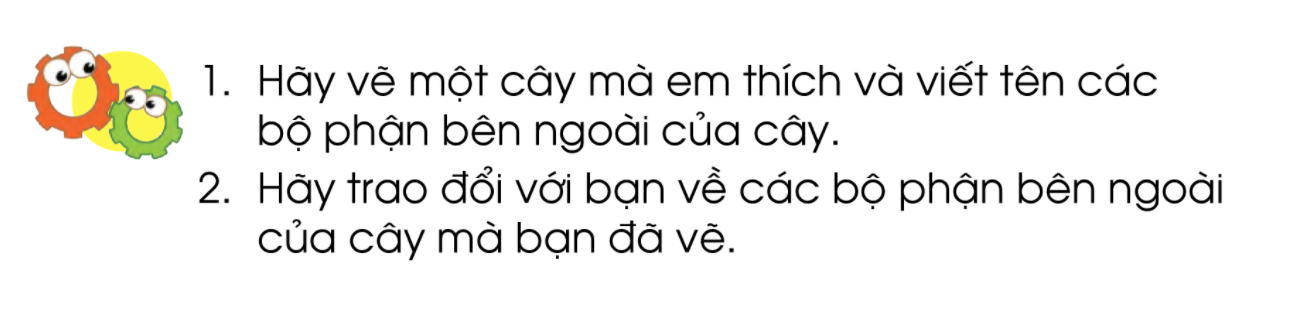 1. Hãy vẽ một cây mà em thích và viết tên các
bộ phận bên ngoài của cây.
2. Hãy trao đổi với bạn về các bộ phận bên ngoài
của cây mà bạn đã vẽ.